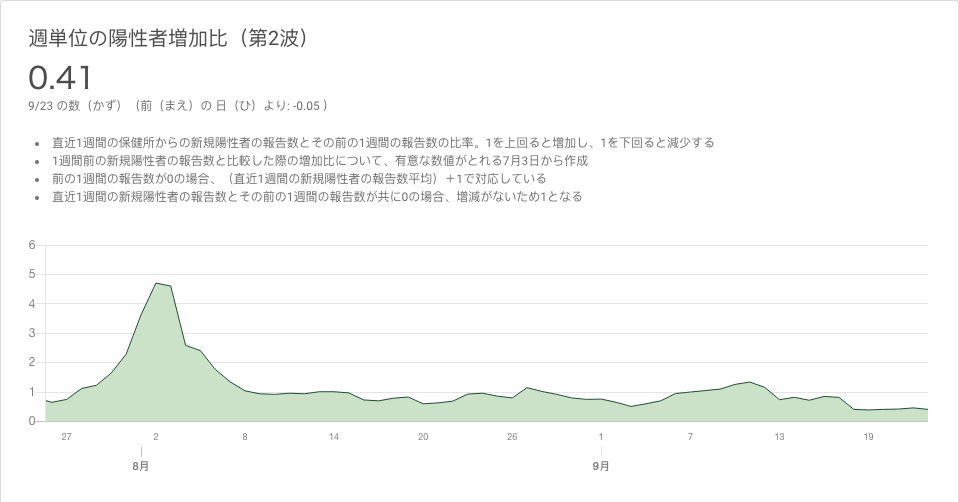 週単位の陽性者増加比（第2波）
0.41
9/23 の数（かず）（前（まえ）の 日（ひ）より: -0.05 ）
• 直近1週間の保健所からの新規陽性者の報告数とその前の1週間の報告数の比率。1を上回ると増加し、1を下回ると減少する
• 1週間前の新規陽性者の報告数と比較した際の増加比について、有意な数値がとれる7月3日から作成
• 前の1週間の報告数が0の場合、（直近1週間の新規陽性者の報告数平均）＋1で対応している
• 直近1週間の新規陽性者の報告数とその前の1週間の報告数が共に0の場合、増減がないため1となる
6
5
4
3
2
1
0
27 2 8 14 20 26 1 7 13 19
8月 9月